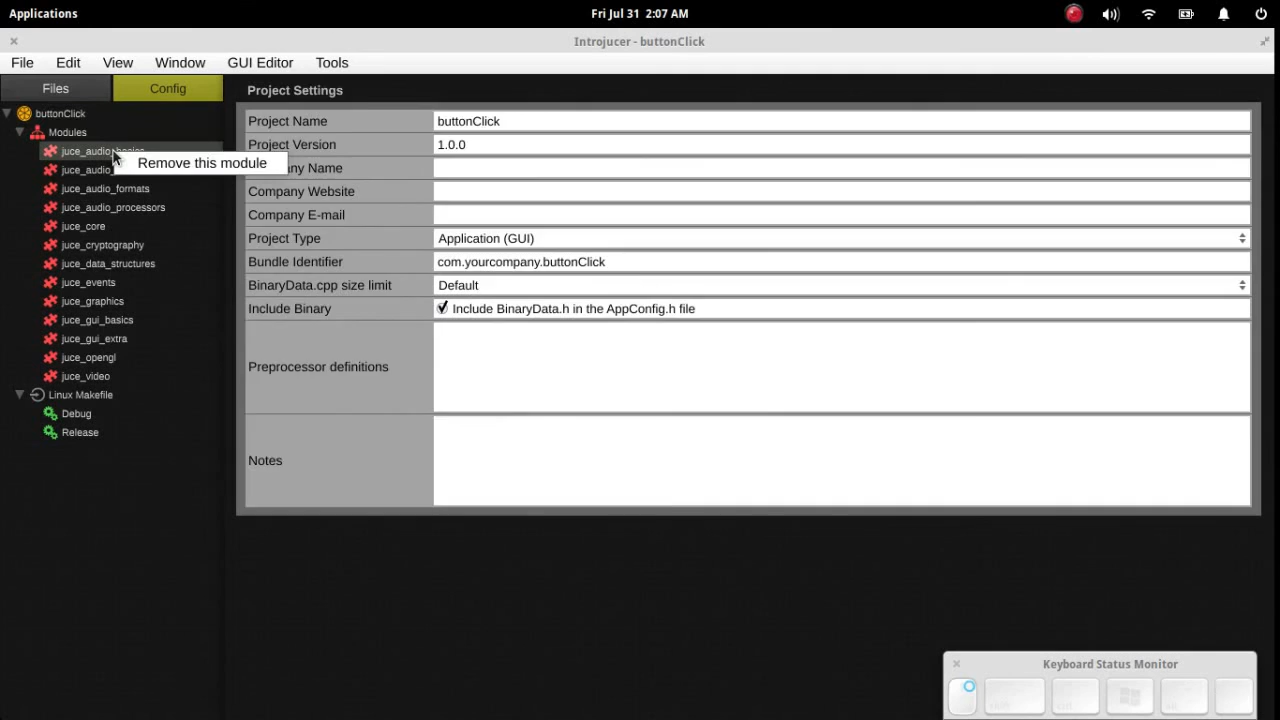 Applications
Fri Jul 31 2:07 AM
Introjucer - buttonClick
File Edit View Window GUI Editor Tools
Files Config
Project Settings
buttonClick
Modules
juce_audio_basics
Remove this module
juce_audio_
juce_audio_formats
juce_audio_processors
juce_core
juce_cryptography
juce_data_structures
juce_events
juce_graphics
juce_gui_basics
juce_gui_extra
juce_opengl
juce_video
Linux Makefile
Debug
Release
Project Name buttonClick
Project Version 1.0.0
any Name
Company Website
Company E-mail
Project Type Application (GUI)
Bundle Identifier com.yourcompany.buttonClick
BinaryData.cpp size limit Default
Include Binary Include BinaryData.h in the AppConfig.h file
Preprocessor definitions
Notes
Keyboard Status Monitor